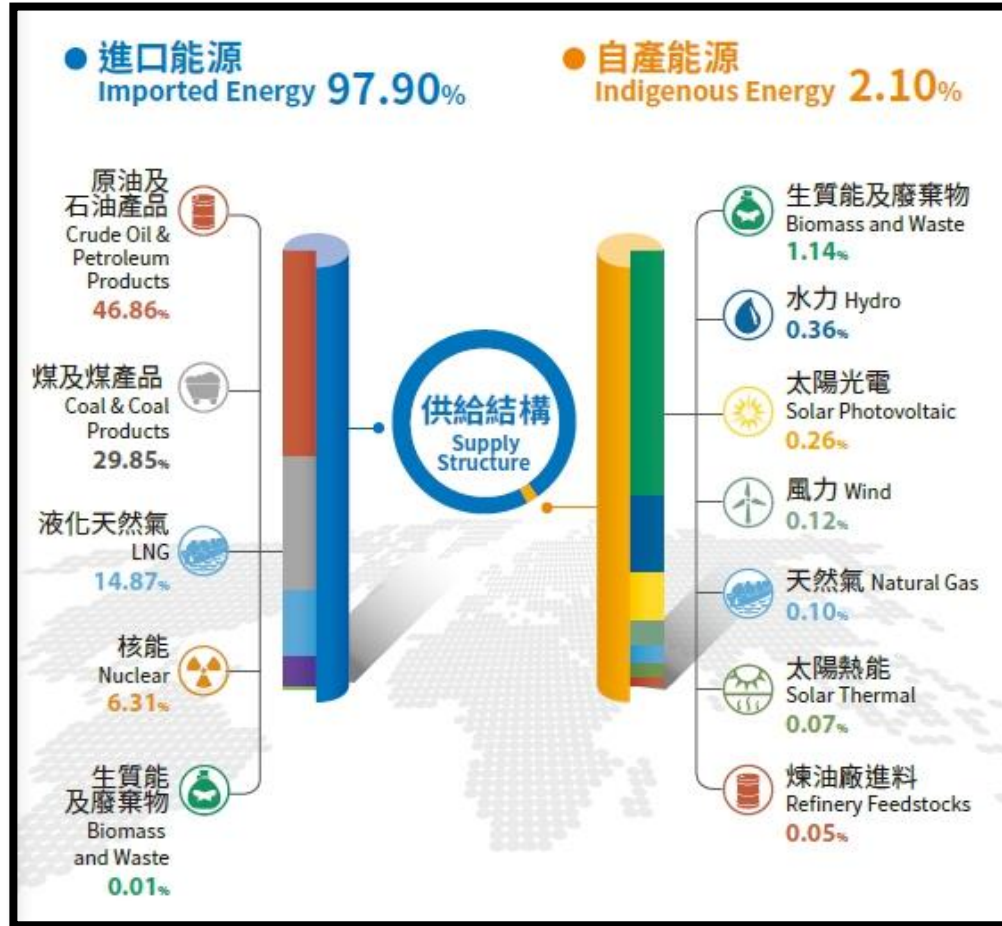 進口能源
Imported Energy 97.90%
自產能源
Indigenous Energy 2.10%
原油及
石油產品
Crude Oil &
Petroleum
Products
46.86%
煤及煤產品
Coal & Coal
Products
29.85%
液化天然氣
LNG
14.87%
核能
Nuclear
6.31%
生質能
及廢棄物
Biomass
and Waste
0.01%
供給結構
Supply
Structure
生質能及廢棄物
Biomass and Waste
1.14%
水力 Hydro
0.36%
太陽光電
Solar Photovoltaic
0.26%
風力 Wind
0.12%
天然氣 Natural Gas
0.10%
太陽熱能
Solar Thermal
0.07%
煉油廠進料
Refinery Feedstocks
0.05%